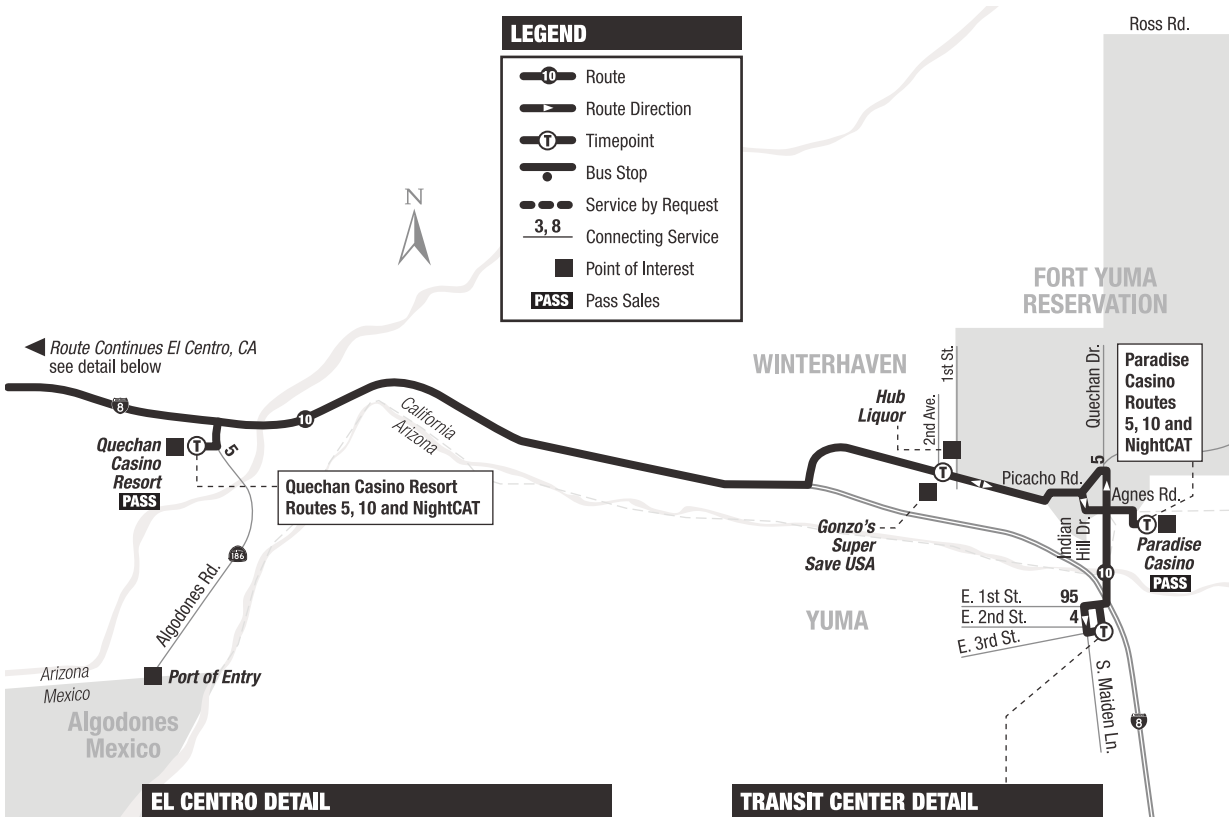 Ross Rd.
LEGEND
10 Route
Route Direction
T Timepoint
Bus Stop
Service by Request
3, 8 Connecting Service
Point of Interest
PASS Pass Sales
N
FORT YUMA
RESERVATION
Route Continues El Centro, CA
see detail below
8
10
California
Arizona
Quechan
Casino
Resort
PASS
T
5
Quechan Casino Resort
Routes 5, 10 and NightCAT
186
Algodones Rd.
Port of Entry
Arizona
Mexico
Algodones
Mexico
WINTERHAVEN
Hub
Liquor
2nd Ave.
1st St.
T
Gonzo's
Super
Save USA
Picacho Rd.
Quechan Dr.
5
Agnes Rd.
Indian
Hill Dr.
Paradise
Casino
Routes
5, 10 and
NightCAT
T
Paradise
Casino
PASS
10
YUMA
E. 1st St. 95
E. 2nd St. 4
E. 3rd St.
T
S. Maiden Ln.
8
EL CENTRO DETAIL
TRANSIT CENTER DETAIL